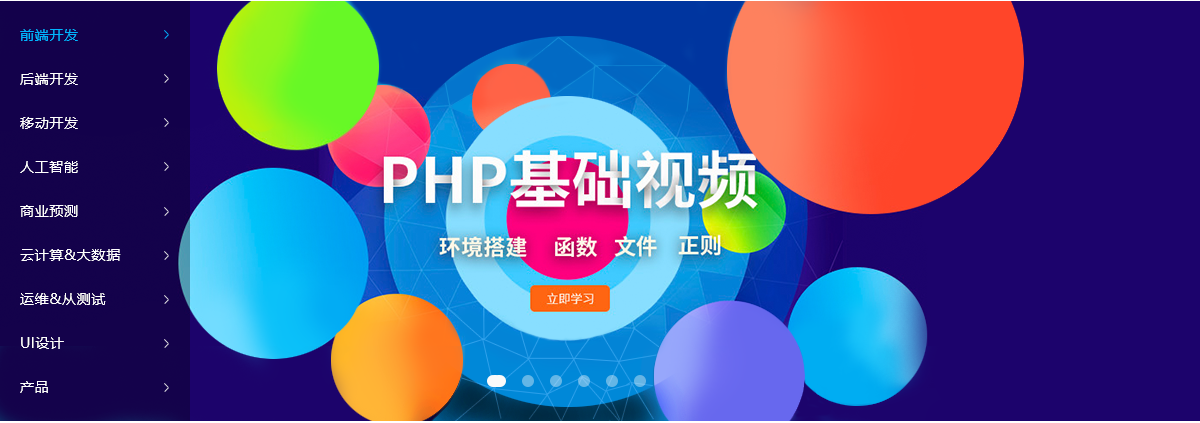 前端开发
后端开发
移动开发
人工智能
商业预测
云计算&大数据
运维&从测试
UI设计
产品
PHP基础视频
环境搭建 函数 文件 正则
立即学习